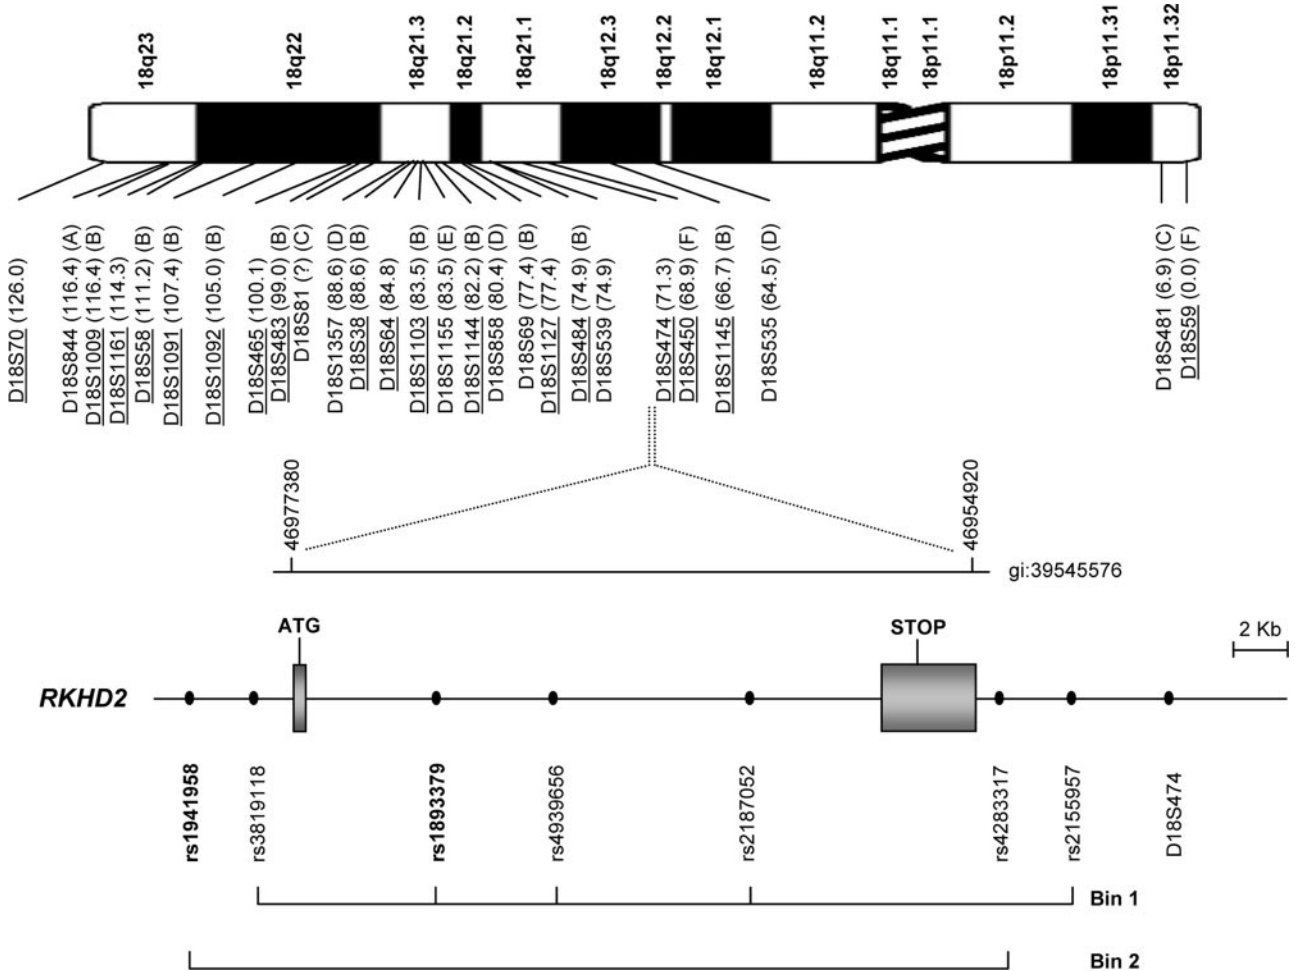 18q23
18q22
18q21.3
18q21.2
18q21.1
18q12.3
18q12.2
18q12.1
18q11.2
18q11.1
18p11.1
18p11.2
18p11.31
18p11.32
D18S70 (126.0)
D18S844 (116.4) (A)
D18S1009 (116.4) (B)
D18S1161 (114.3)
D18S58 (111.2) (B)
D18S1091 (107.4) (B)
D18S1092 (105.0) (B)
D18S465 (100.1)
D18S483 (99.0) (B)
D18S81 (?) (C)
D18S1357 (88.6) (D)
D18S38 (88.6) (B)
D18S64 (84.8)
D18S1103 (83.5) (B)
D18S1155 (83.5) (E)
D18S1144 (82.2) (B)
D18S858 (80.4) (D)
D18S69 (77.4) (B)
D18S1127 (77.4)
D18S484 (74.9) (B)
D18S539 (74.9)
D18S474 (71.3)
D18S450 (68.9) (F)
D18S1145 (66.7) (B)
D18S535 (64.5) (D)
D18S481 (6.9) (C)
D18S59 (0.0) (F)
46977380
46954920
gi:39545576
ATG
STOP
2 Kb
RKHD2
rs1941958
rs3819118
rs1893379
rs4939656
rs2187052
rs4283317
rs2155957
D18S474
Bin 1
Bin 2